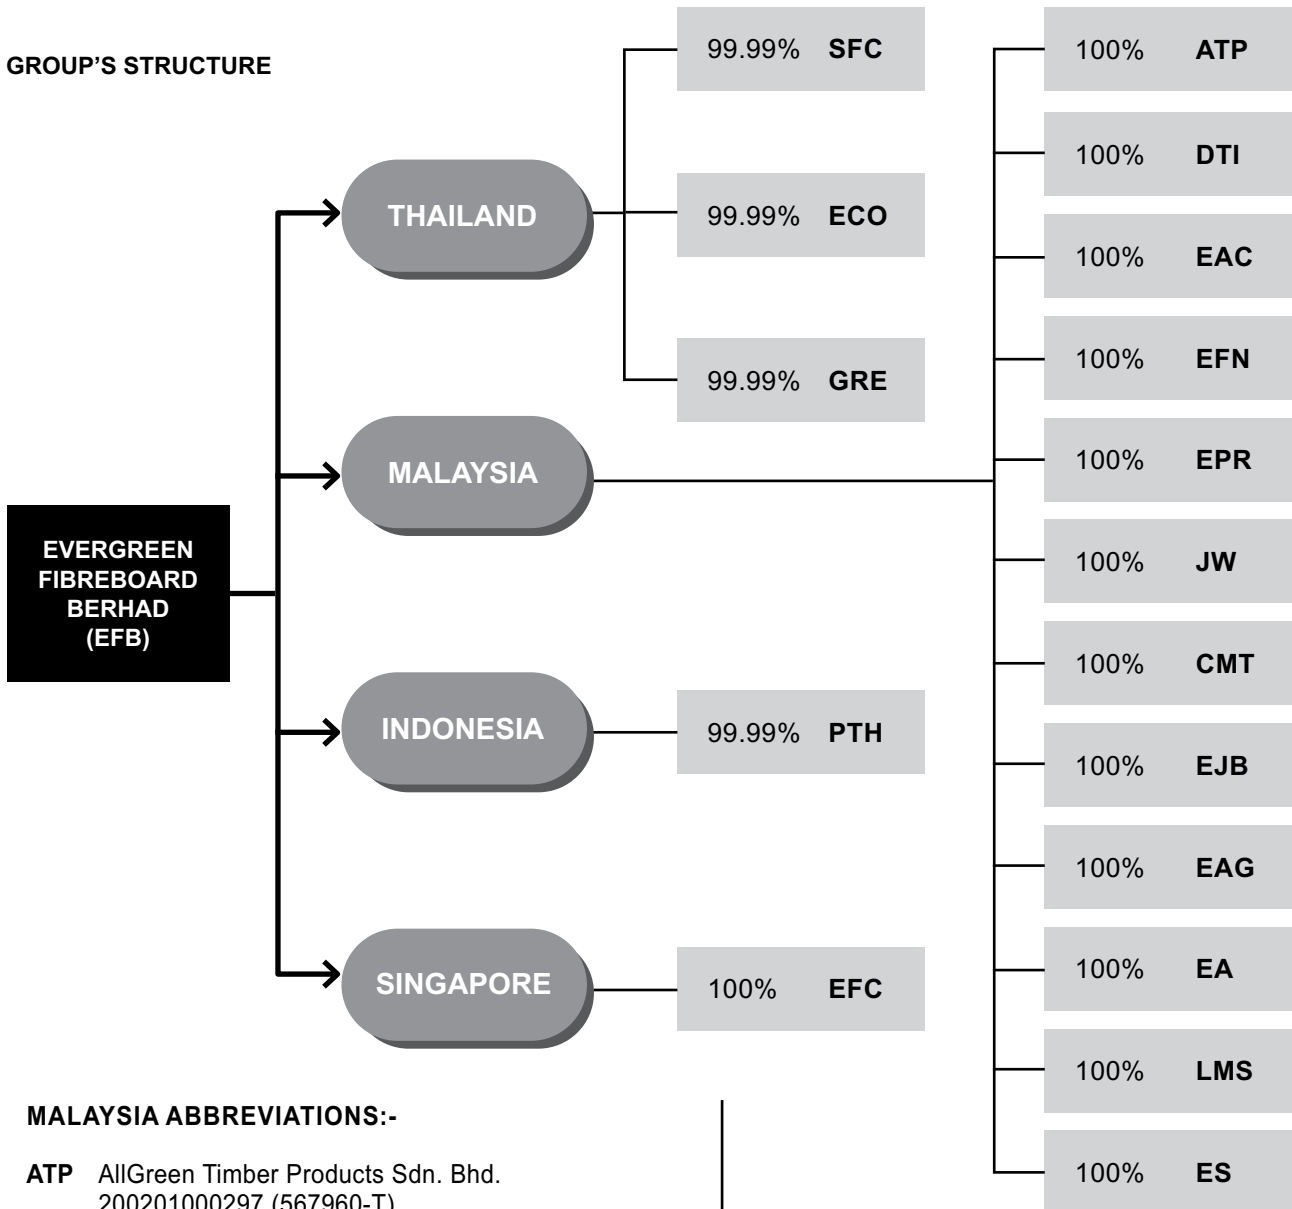 GROUP’S STRUCTURE
EVERGREEN
FIBREBOARD
BERHAD
(EFB)
THAILAND
99.99% SFC
99.99% ECO
99.99% GRE
MALAYSIA
100% ATP
100% DTI
100% EAC
100% EFN
100% EPR
100% JW
100% CMT
100% EJB
100% EAG
100% EA
100% LMS
100% ES
INDONESIA
99.99% PTH
SINGAPORE
100% EFC
MALAYSIA ABBREVIATIONS:-
ATP AllGreen Timber Products Sdn. Bhd.
200201000297 (567960-T)